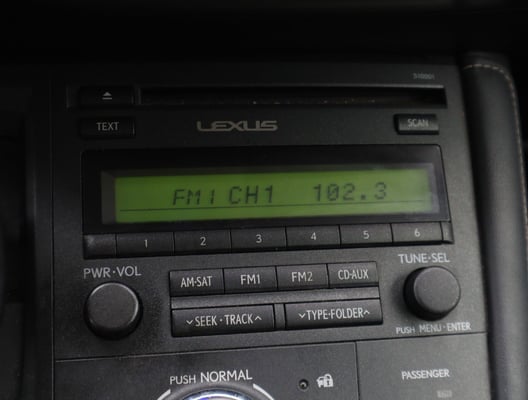 510001
TEXT
LEXUS
SCAN
FM1 CH1 102.3
1 2 3 4 5 6
PWR·VOL
TUNE·SEL
AM·SAT FM1 FM2 CD·AUX
SEEK·TRACK
TYPE·FOLDER
PUSH MENU·ENTER
PUSH NORMAL
PASSENGER